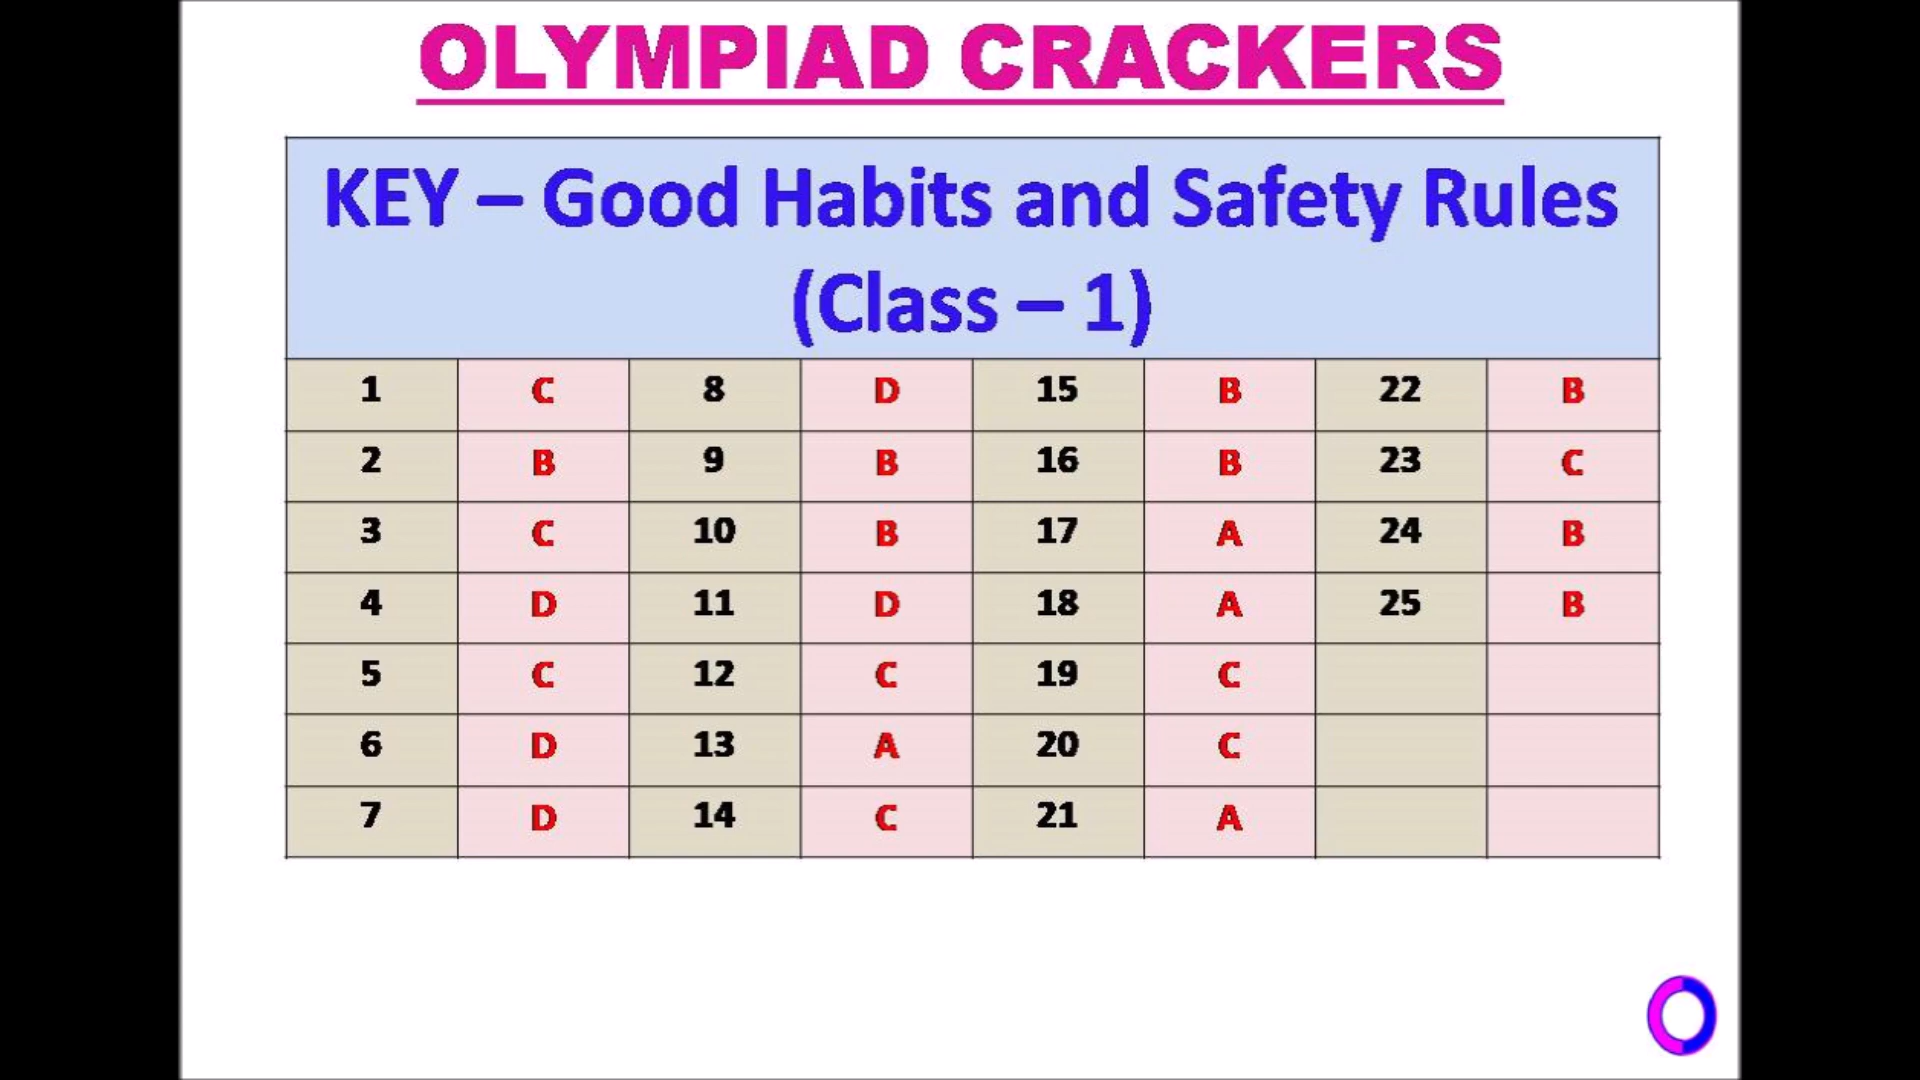 OLYMPIAD CRACKERS
KEY – Good Habits and Safety Rules
(Class – 1)
1 C 8 D 15 B 22 B
2 B 9 B 16 B 23 C
3 C 10 B 17 A 24 B
4 D 11 D 18 A 25 B
5 C 12 C 19 C
6 D 13 A 20 C
7 D 14 C 21 A